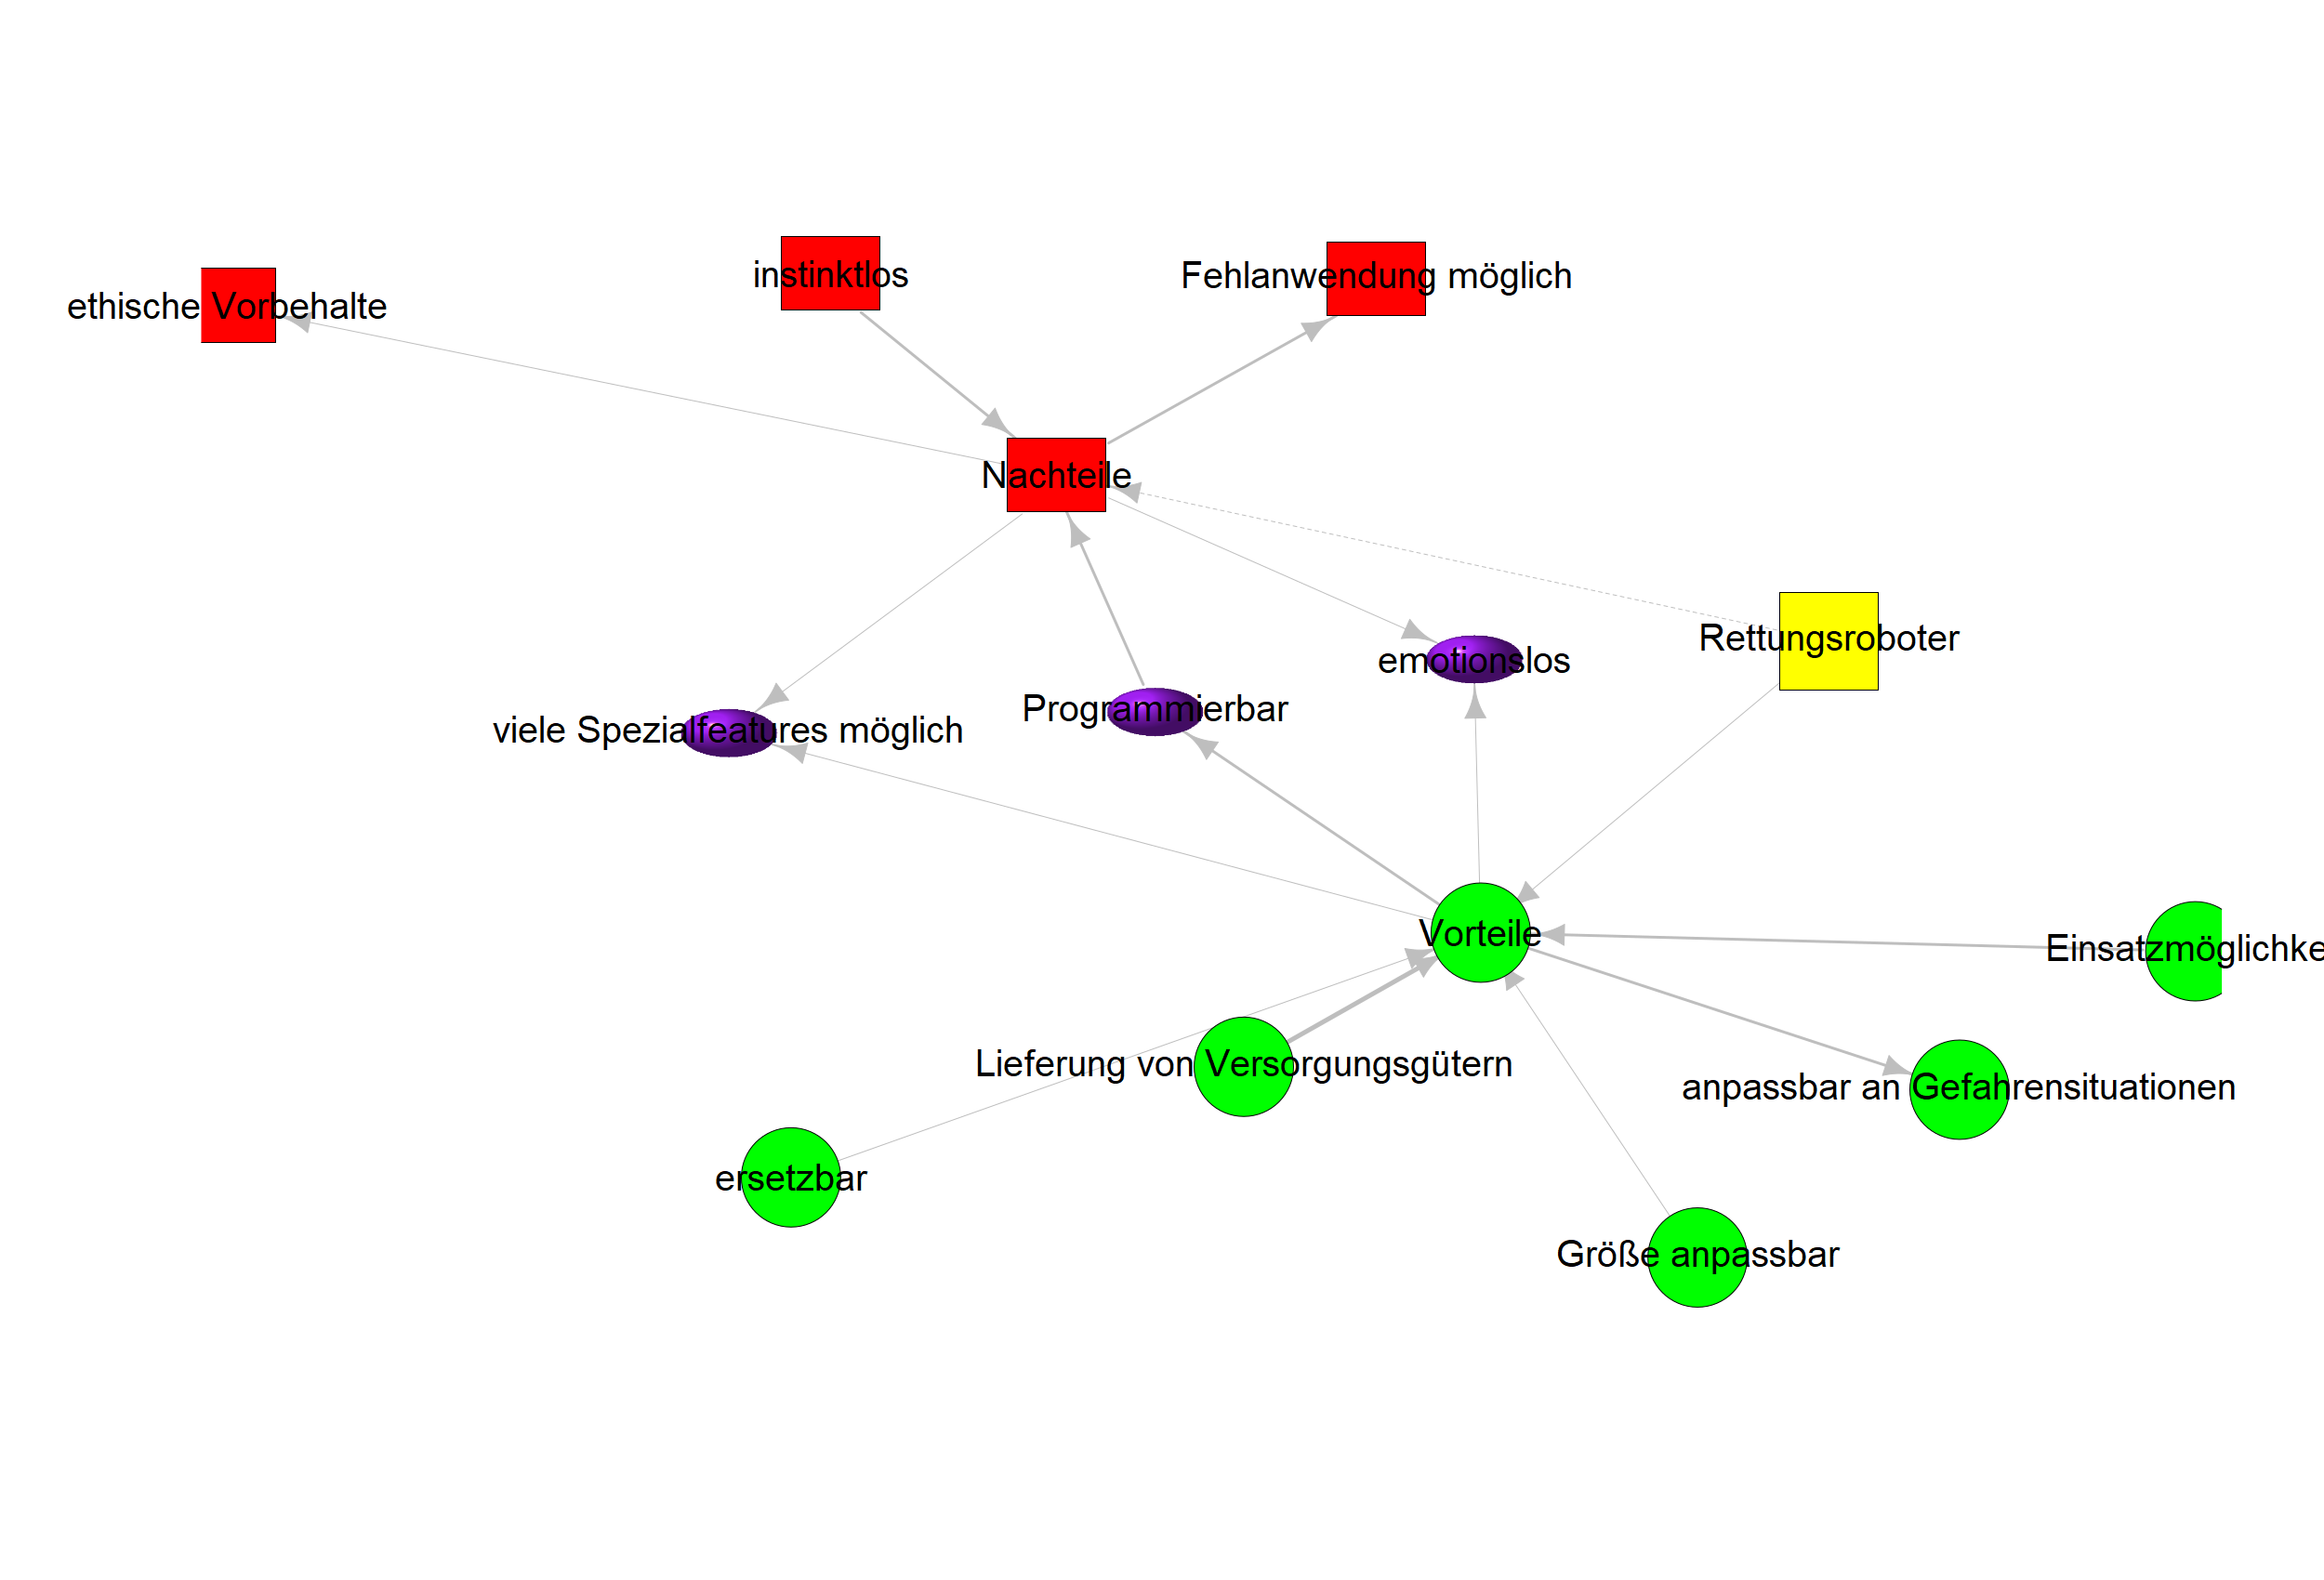 instinktlos
Fehlanwendung möglich
ethische Vorbehalte
Nachteile
Rettungsroboter
emotionslos
Programmierbar
viele Spezialfeatures möglich
Vorteile
Einsatzmöglichke
Lieferung von Versorgungsgütern
anpassbar an Gefahrensituationen
ersetzbar
Größe anpassbar